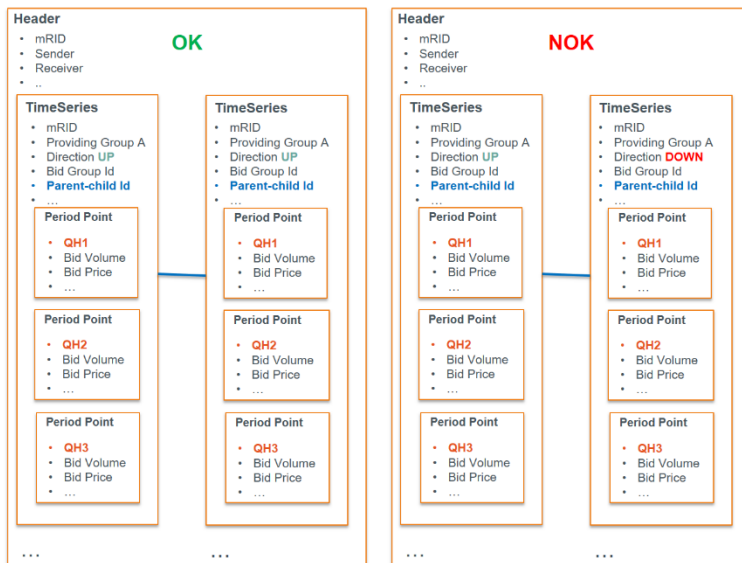 Header
OK
• mRID
• Sender
• Receiver
• ..
TimeSeries
• mRID
• Providing Group A
• Direction UP
• Bid Group Id
• Parent-child Id
• …
Period Point
• QH1
• Bid Volume
• Bid Price
• …
Period Point
• QH2
• Bid Volume
• Bid Price
• …
Period Point
• QH3
• Bid Volume
• Bid Price
• …
…
TimeSeries
• mRID
• Providing Group A
• Direction UP
• Bid Group Id
• Parent-child Id
• …
Period Point
• QH1
• Bid Volume
• Bid Price
• …
Period Point
• QH2
• Bid Volume
• Bid Price
• …
Period Point
• QH3
• Bid Volume
• Bid Price
• …
…
Header
NOK
• mRID
• Sender
• Receiver
• ..
TimeSeries
• mRID
• Providing Group A
• Direction UP
• Bid Group Id
• Parent-child Id
• …
Period Point
• QH1
• Bid Volume
• Bid Price
• …
Period Point
• QH2
• Bid Volume
• Bid Price
• …
Period Point
• QH3
• Bid Volume
• Bid Price
• …
…
TimeSeries
• mRID
• Providing Group A
• Direction DOWN
• Bid Group Id
• Parent-child Id
• …
Period Point
• QH1
• Bid Volume
• Bid Price
• …
Period Point
• QH2
• Bid Volume
• Bid Price
• …
Period Point
• QH3
• Bid Volume
• Bid Price
• …
…